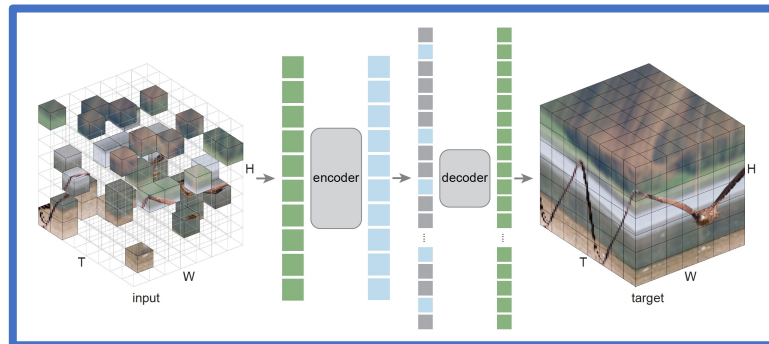 H
encoder
decoder
H
T
W
input
T
W
target